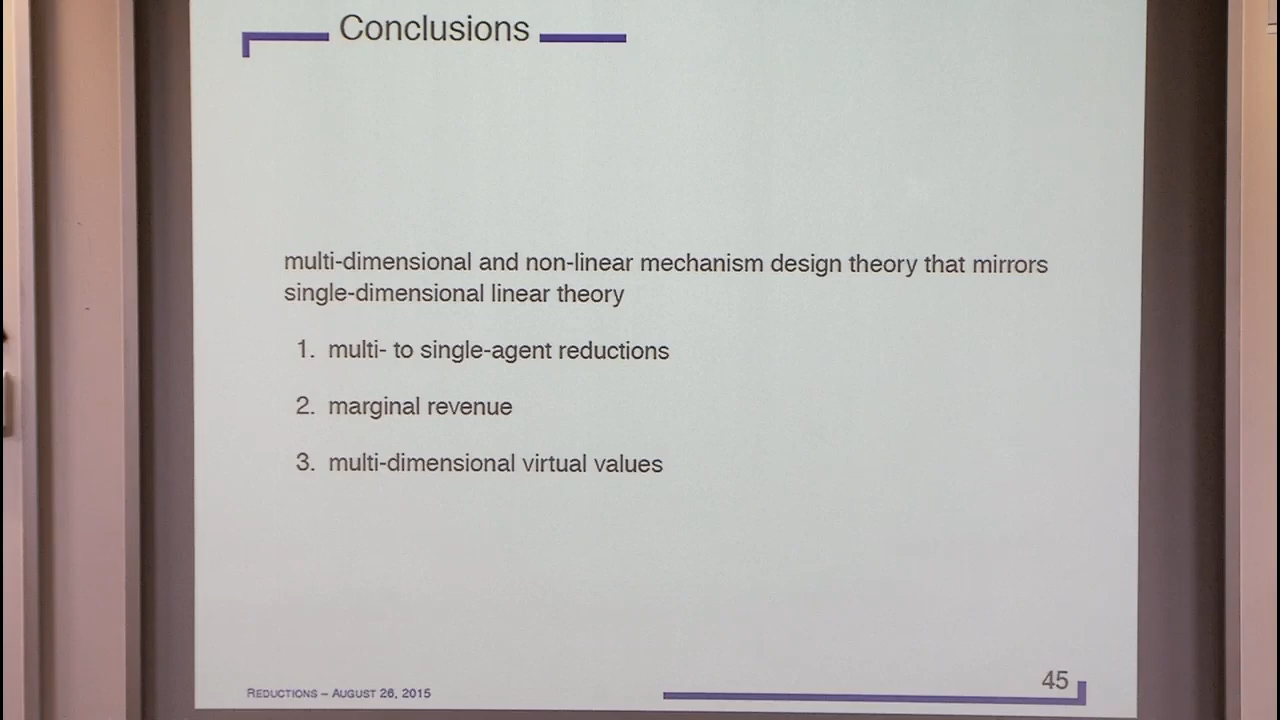 Conclusions
multi-dimensional and non-linear mechanism design theory that mirrors
single-dimensional linear theory
1. multi- to single-agent reductions
2. marginal revenue
3. multi-dimensional virtual values
REDUCTIONS – AUGUST 26, 2015
45